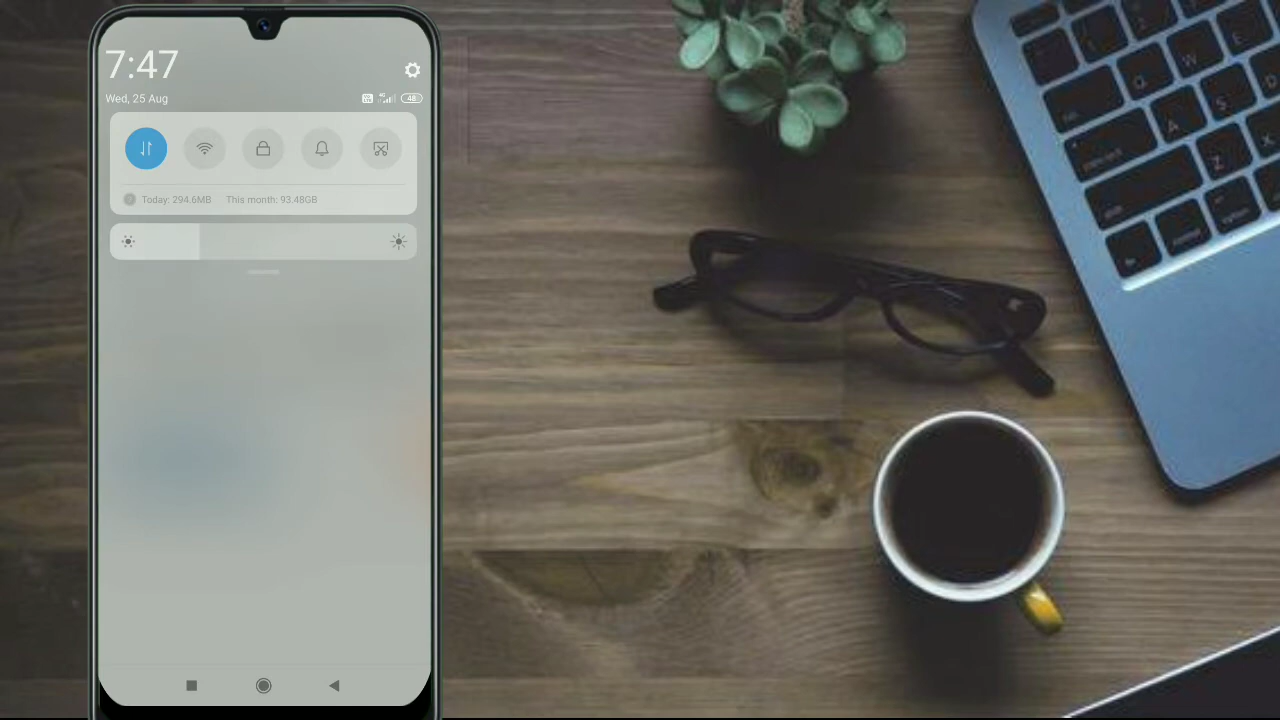 7:47
Wed, 25 Aug
48
Today: 294.6MB This month: 93.48GB
Q W E
A S D
Z X